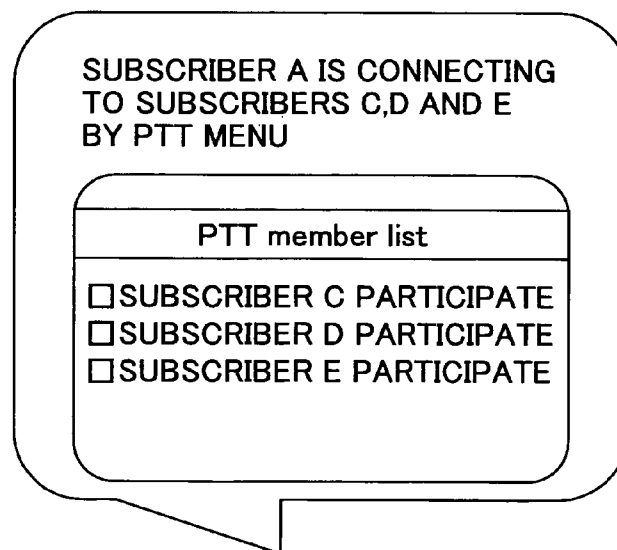 SUBSCRIBER A IS CONNECTING
TO SUBSCRIBERS C,D AND E
BY PTT MENU
PTT member list
□SUBSCRIBER C PARTICIPATE
□SUBSCRIBER D PARTICIPATE
□SUBSCRIBER E PARTICIPATE